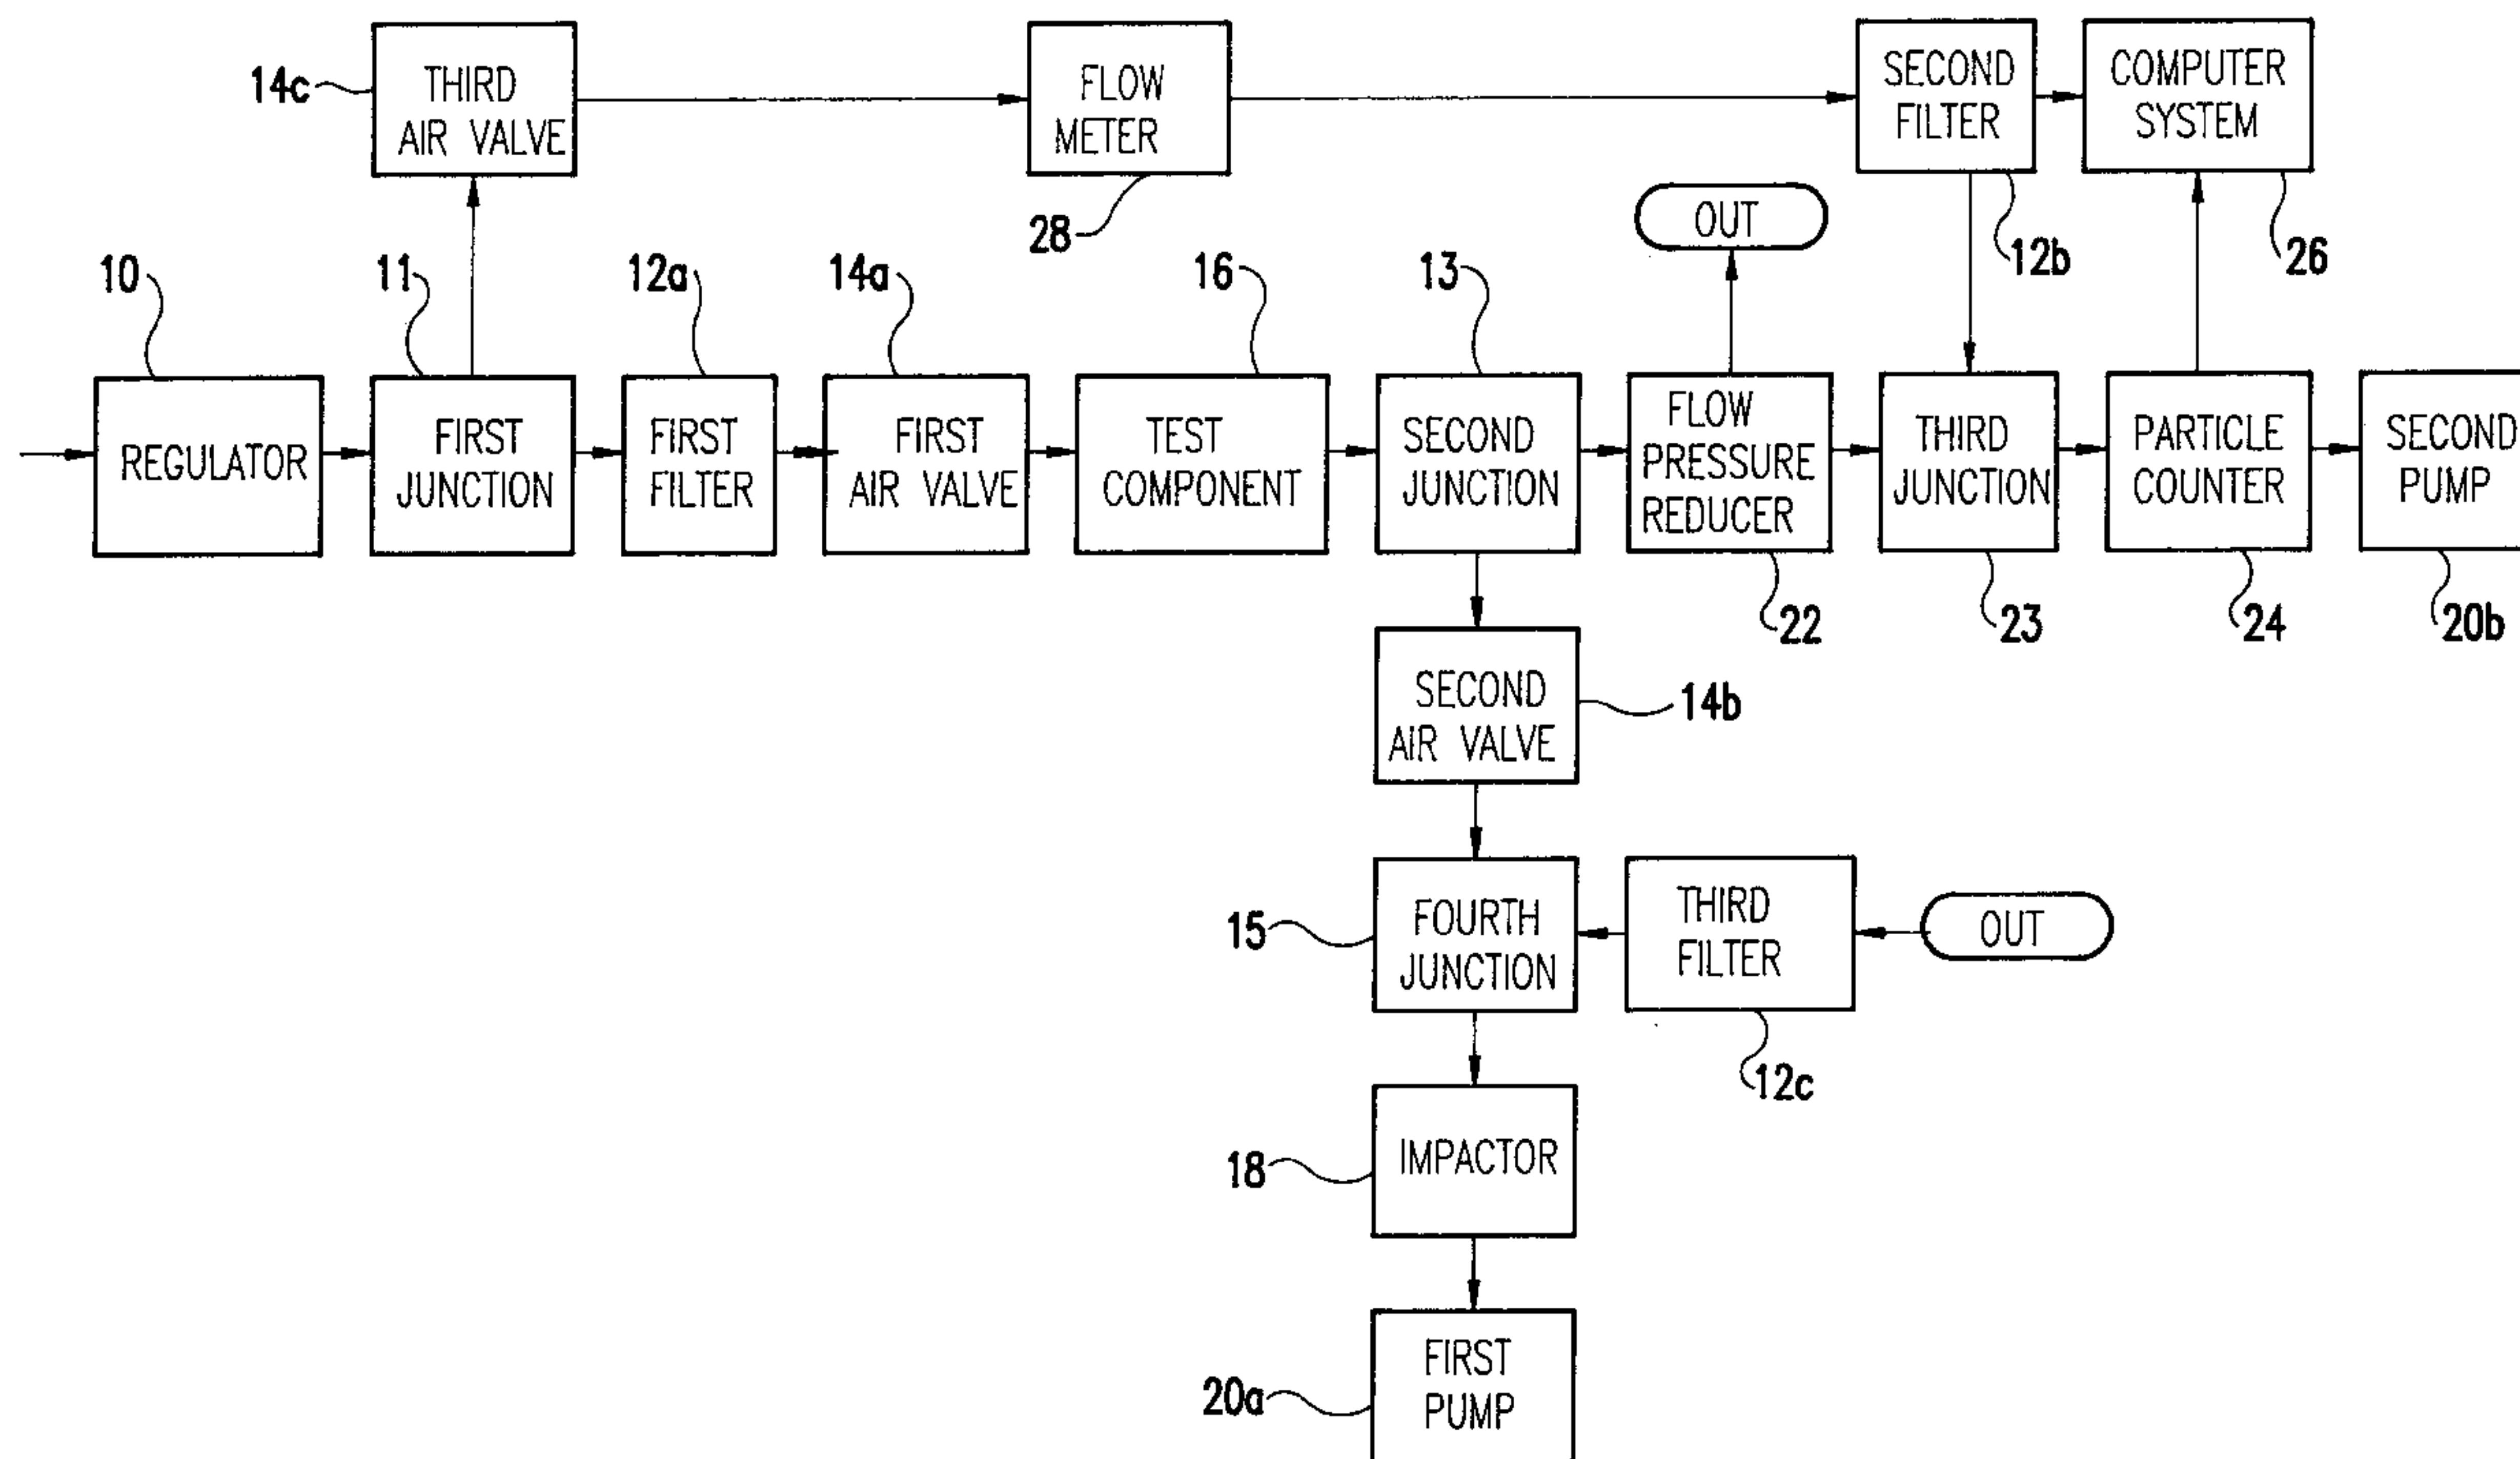 14c
THIRD
AIR VALVE
FLOW
METER
28
SECOND
FILTER
12b
COMPUTER
SYSTEM
26
OUT
10
11
12a
14a
16
13
REGULATOR
FIRST
JUNCTION
FIRST
FILTER
FIRST
AIR VALVE
TEST
COMPONENT
SECOND
JUNCTION
FLOW
PRESSURE
REDUCER
THIRD
JUNCTION
PARTICLE
COUNTER
SECOND
PUMP
22
23
24
20b
SECOND
AIR VALVE
14b
15
FOURTH
JUNCTION
THIRD
FILTER
OUT
12c
18
IMPACTOR
20a
FIRST
PUMP